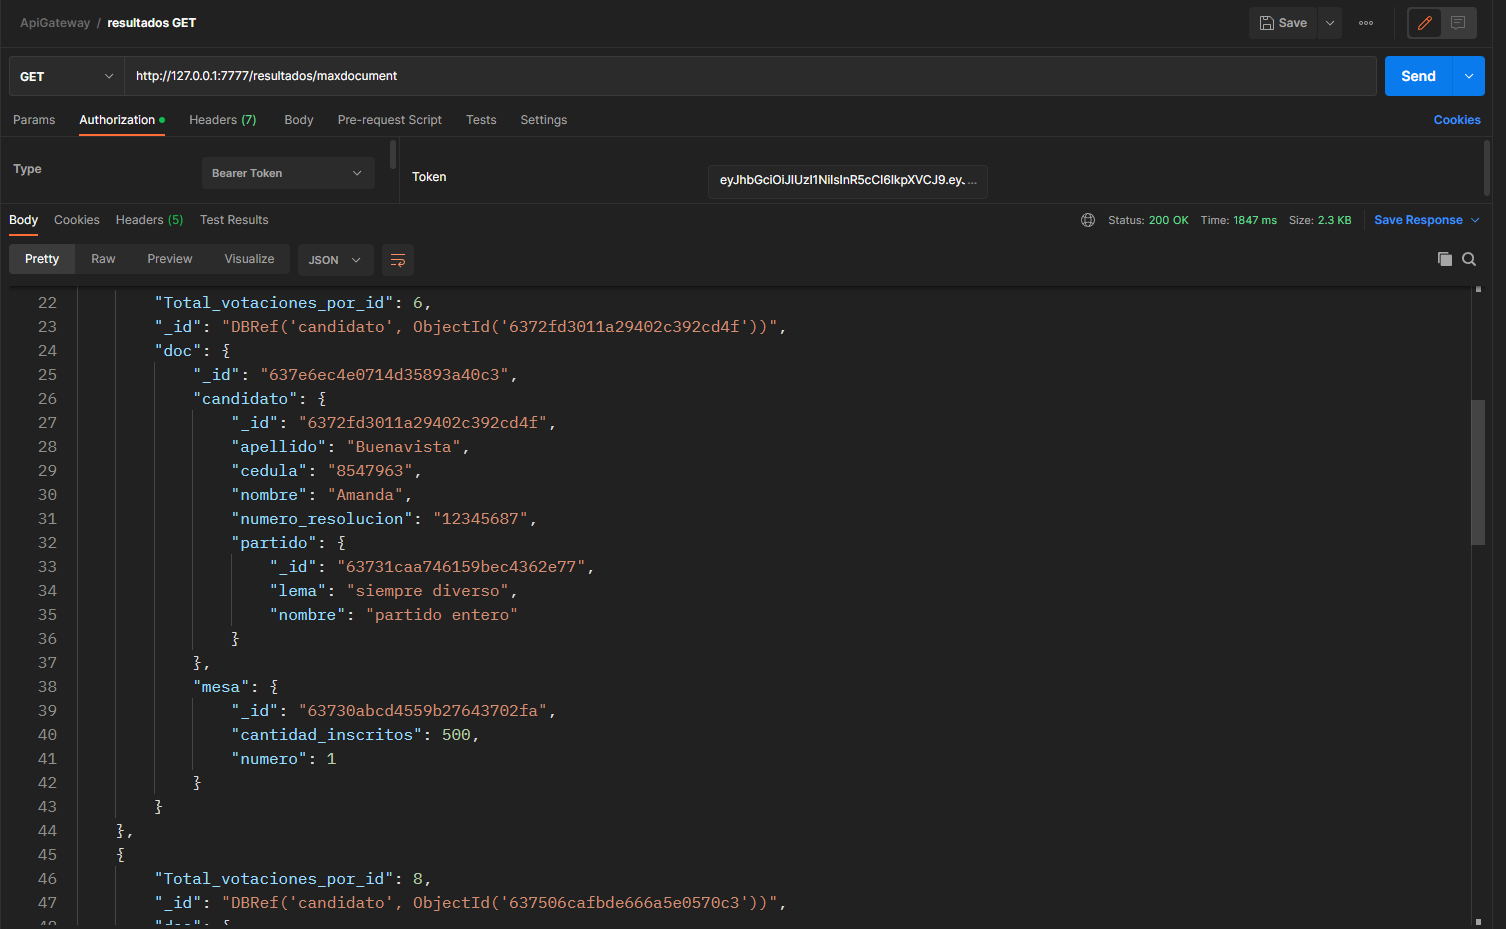 ApiGateway / resultados GET
Save
GET http://127.0.0.1:7777/resultados/maxdocument Send
Params Authorization Headers (7) Body Pre-request Script Tests Settings Cookies
Type Bearer Token Token eyJhbGciOiJIUzI1NiIsInR5cCI6IkpXVCJ9.ey. ...
Body Cookies Headers (5) Test Results Status: 200 OK Time: 1847 ms Size: 2.3 KB Save Response
Pretty Raw Preview Visualize JSON
22 "Total_votaciones_por_id": 6,
23 "_id": "DBRef('candidato', ObjectId('6372fd3011a29402c392cd4f'))",
24 "doc": {
25 "_id": "637e6ec4e0714d35893a40c3",
26 "candidato": {
27 "_id": "6372fd3011a29402c392cd4f",
28 "apellido": "Buenavista",
29 "cedula": "8547963",
30 "nombre": "Amanda",
31 "numero_resolucion": "12345687",
32 "partido": {
33 "_id": "63731caa746159bec4362e77",
34 "lema": "siempre diverso",
35 "nombre": "partido entero"
36 }
37 },
38 "mesa": {
39 "_id": "63730abcd4559b27643702fa",
40 "cantidad_inscritos": 500,
41 "numero": 1
42 }
43 }
44 },
45 {
46 "Total_votaciones_por_id": 8,
47 "_id": "DBRef('candidato', ObjectId('637506cafbde666a5e0570c3'))",
48 "doc": {